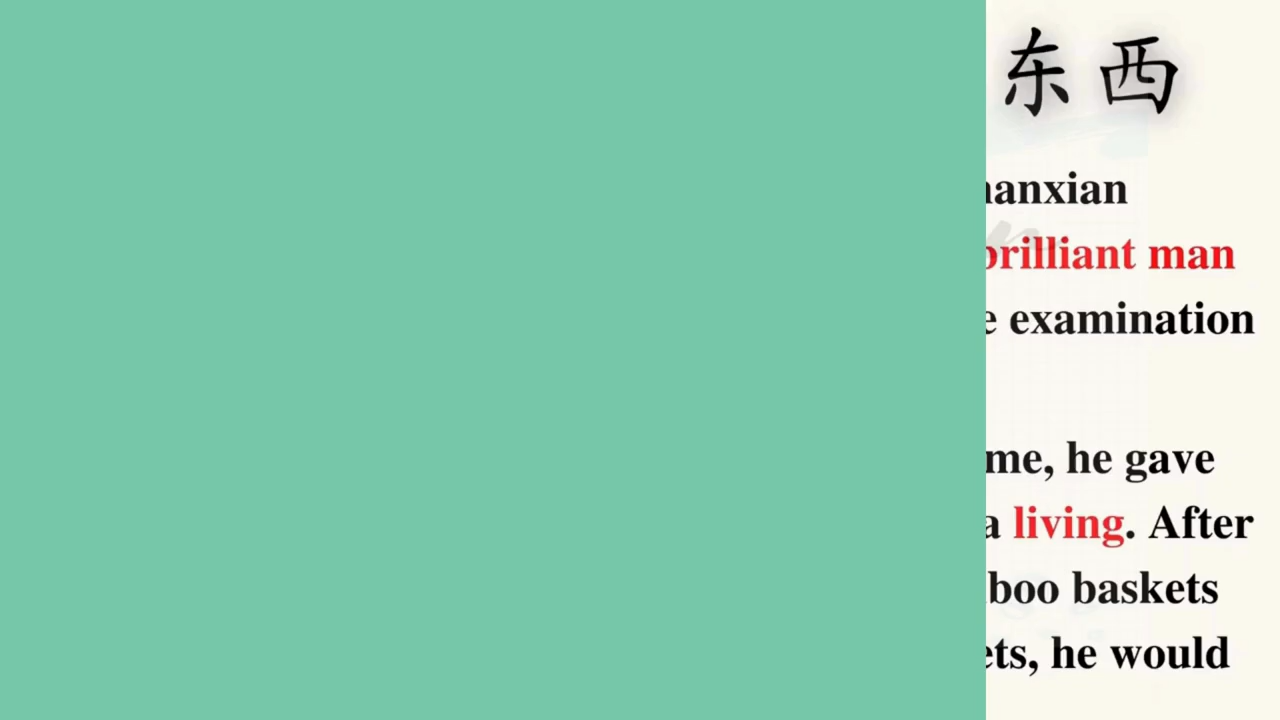 东西
anxian
brilliant man
e examination
me, he gave
a living. After
boo baskets
ets, he would